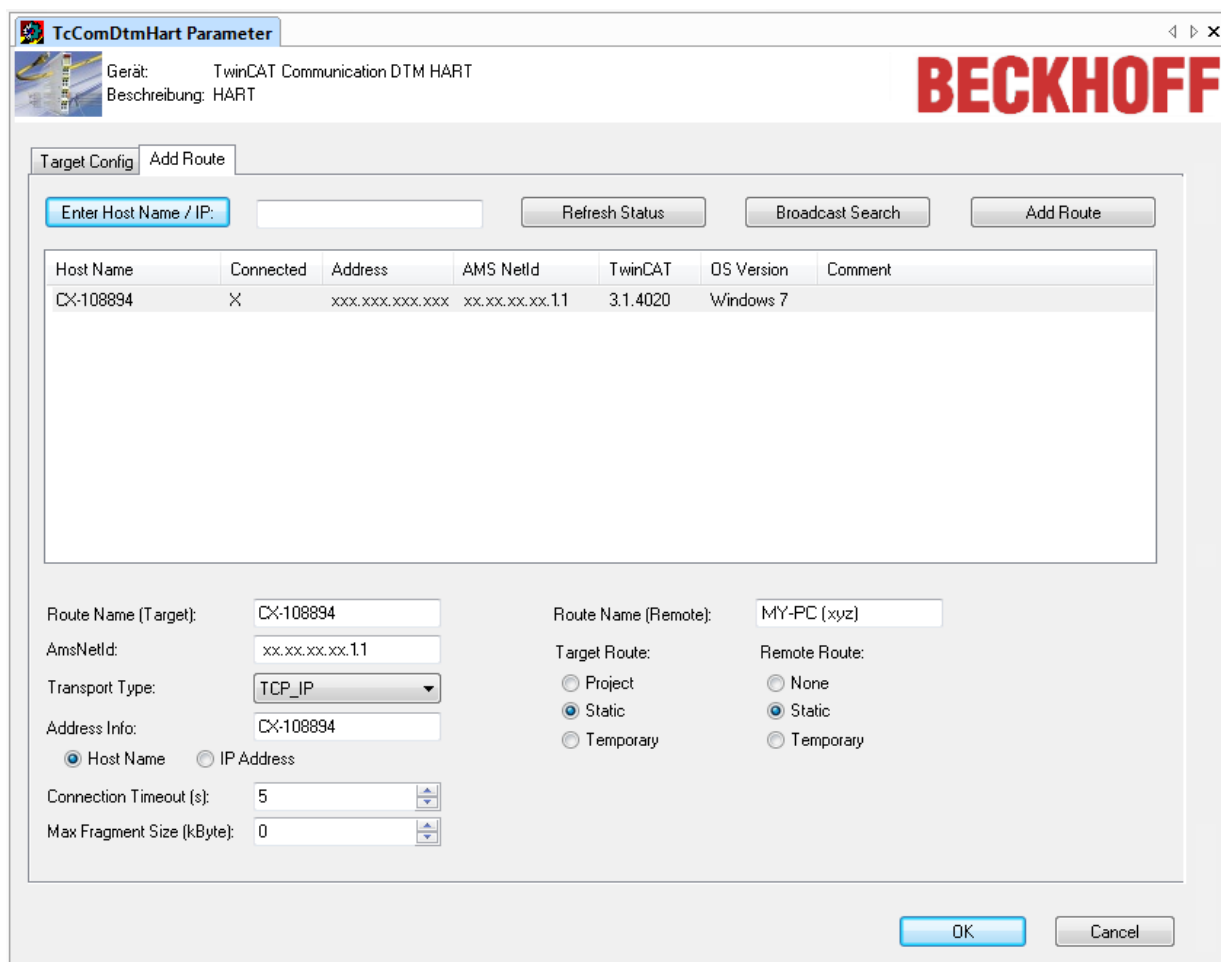 TcComDtmHart Parameter
Gerät: TwinCAT Communication DTM HART
Beschreibung: HART
BECKHOFF
Target Config Add Route
Enter Host Name / IP: Refresh Status Broadcast Search Add Route
Host Name Connected Address AMS NetId TwinCAT OS Version Comment
CX-108894 X xxx.xxx.xxx.xxx xx.xx.xx.xx.1.1 3.1.4020 Windows 7
Route Name (Target): CX-108894 Route Name (Remote): MY-PC (xyz)
AmsNetId: xx.xx.xx.xx.1.1 Target Route: Remote Route:
Transport Type: TCP_IP Project None
Address Info: CX-108894 Static Static
Host Name IP Address Temporary Temporary
Connection Timeout (s): 5
Max Fragment Size (kByte): 0
OK Cancel